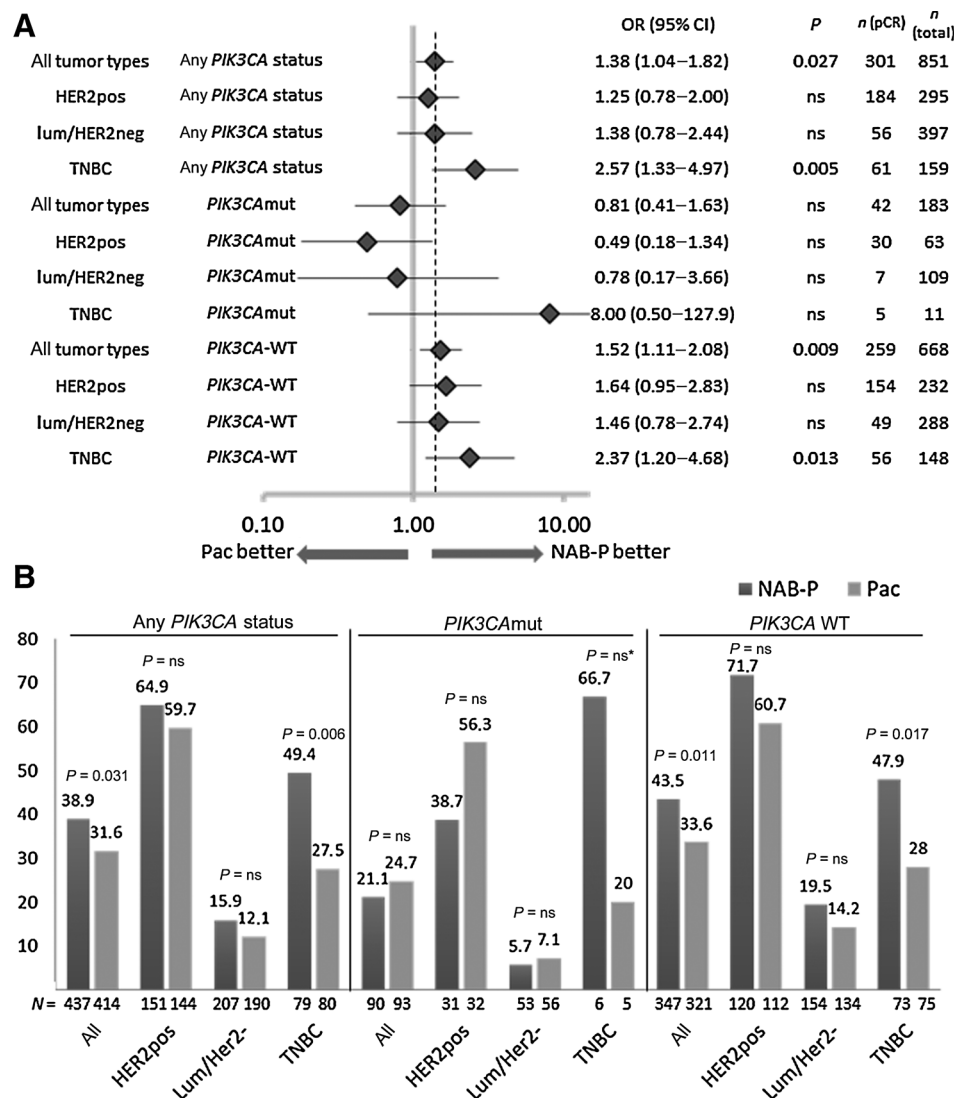 A
OR (95% CI) P n (pCR) n (total)
All tumor types Any PIK3CA status 1.38 (1.04–1.82) 0.027 301 851
HER2pos Any PIK3CA status 1.25 (0.78–2.00) ns 184 295
lum/HER2neg Any PIK3CA status 1.38 (0.78–2.44) ns 56 397
TNBC Any PIK3CA status 2.57 (1.33–4.97) 0.005 61 159
All tumor types PIK3CAmut 0.81 (0.41–1.63) ns 42 183
HER2pos PIK3CAmut 0.49 (0.18–1.34) ns 30 63
lum/HER2neg PIK3CAmut 0.78 (0.17–3.66) ns 7 109
TNBC PIK3CAmut 8.00 (0.50–127.9) ns 5 11
All tumor types PIK3CA-WT 1.52 (1.11–2.08) 0.009 259 668
HER2pos PIK3CA-WT 1.64 (0.95–2.83) ns 154 232
lum/HER2neg PIK3CA-WT 1.46 (0.78–2.74) ns 49 288
TNBC PIK3CA-WT 2.37 (1.20–4.68) 0.013 56 148
0.10 1.00 10.00
Pac better NAB-P better
B
NAB-P Pac
Any PIK3CA status PIK3CAmut PIK3CA WT
80
70
60
50
40
30
20
10
P = 0.031
38.9 31.6
P = ns
64.9 59.7
P = ns
15.9 12.1
P = 0.006
49.4 27.5
P = ns
21.1 24.7
P = ns
38.7 56.3
P = ns
5.7 7.1
P = ns*
66.7 20
P = 0.011
43.5 33.6
P = ns
71.7 60.7
P = ns
19.5 14.2
P = 0.017
47.9 28
N = 437 414 151 144 207 190 79 80 90 93 31 32 53 56 6 5 347 321 120 112 154 134 73 75
All HER2pos Lum/Her2- TNBC All HER2pos Lum/Her2- TNBC All HER2pos Lum/Her2- TNBC